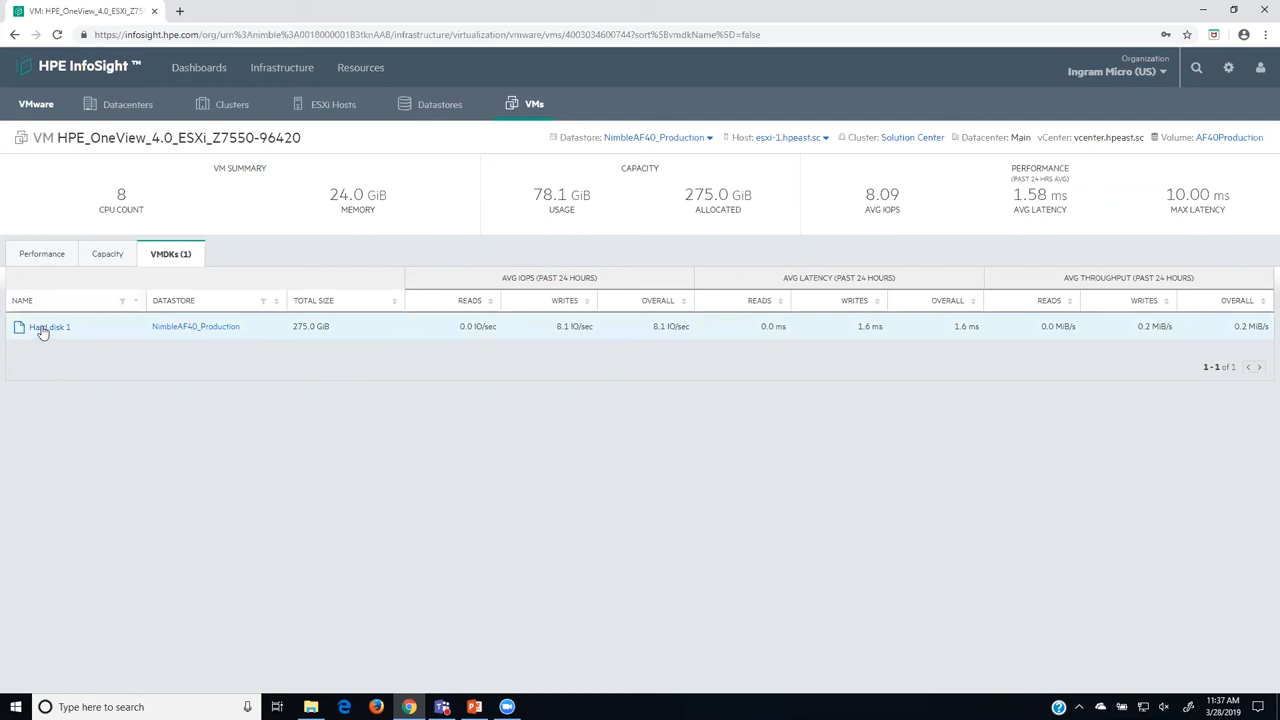 VM: HPE_OneView_4.0_ESXi_Z755
https://infosight.hpe.com/org/urn%3Animble%3A0018000001B3tknAAB/infrastructure/virtualization/vmware/vms/4003034600744?sort%5BvmdkName%5D=false
HPE InfoSight ™ Dashboards Infrastructure Resources
Organization
Ingram Micro (US)
VMware Datacenters Clusters ESXi Hosts Datastores VMs
VM HPE_OneView_4.0_ESXi_Z7550-96420
Datastore: NimbleAF40_Production Host: esxi-1.hpeast.sc Cluster: Solution Center Datacenter: Main vCenter: vcenter.hpeast.sc Volume: AF40Production
VM SUMMARY CAPACITY PERFORMANCE
(PAST 24 HRS AVG)
8 24.0 GiB 78.1 GiB 275.0 GiB 8.09 1.58 ms 10.00 ms
CPU COUNT MEMORY USAGE ALLOCATED AVG IOPS AVG LATENCY MAX LATENCY
Performance Capacity VMDKs (1)
AVG IOPS (PAST 24 HOURS) AVG LATENCY (PAST 24 HOURS) AVG THROUGHPUT (PAST 24 HOURS)
NAME DATASTORE TOTAL SIZE READS WRITES OVERALL READS WRITES OVERALL READS WRITES OVERALL
Hard disk 1 NimbleAF40_Production 275.0 GiB 0.0 IO/sec 8.1 IO/sec 8.1 IO/sec 0.0 ms 1.6 ms 1.6 ms 0.0 MiB/s 0.2 MiB/s 0.2 MiB/s
1 - 1 of 1
Type here to search
11:37 AM
3/28/2019